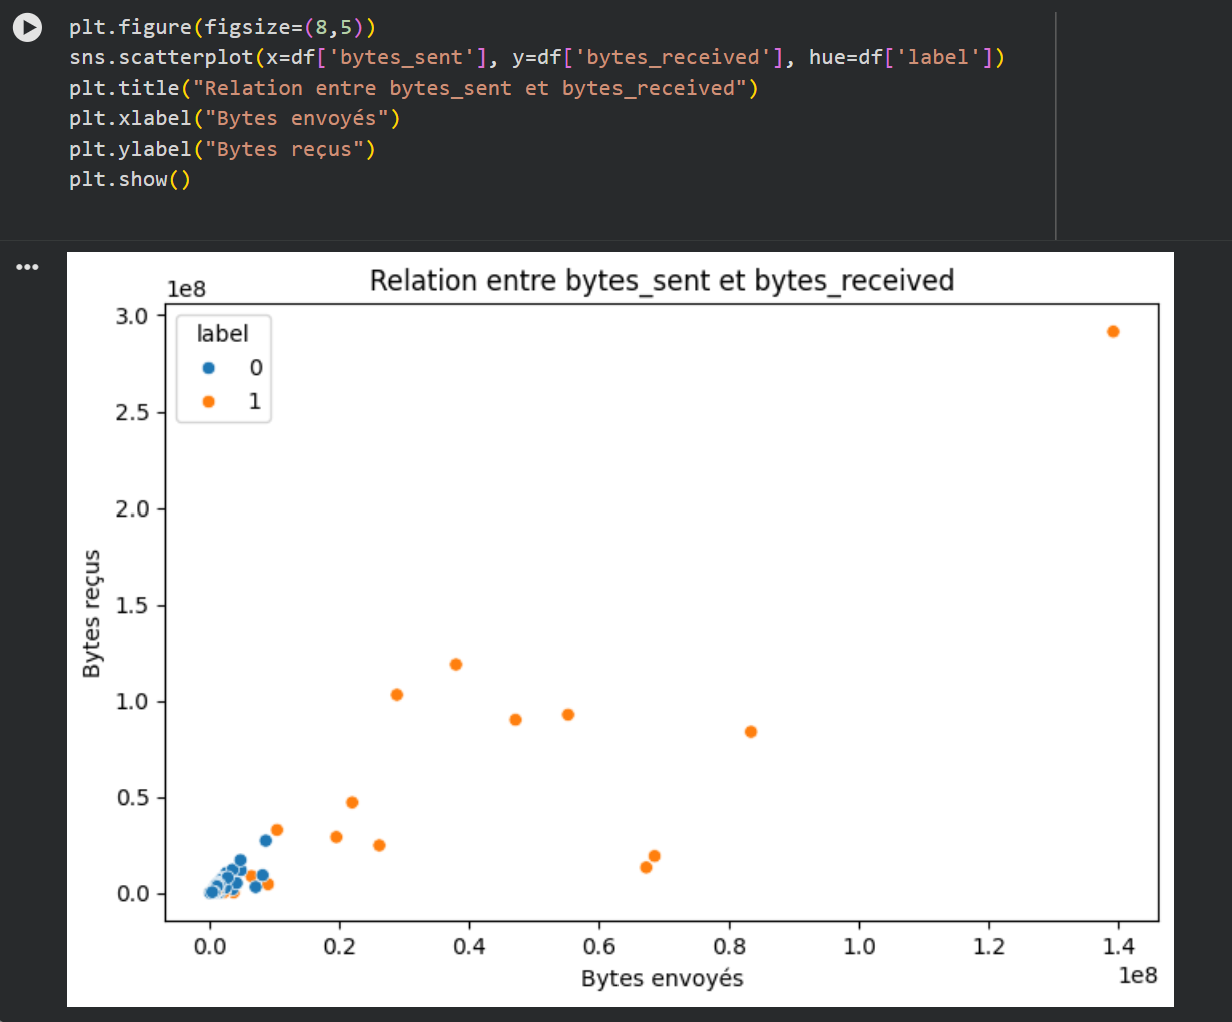 plt.figure(figsize=(8,5))
sns.scatterplot(x=df['bytes_sent'], y=df['bytes_received'], hue=df['label'])
plt.title("Relation entre bytes_sent et bytes_received")
plt.xlabel("Bytes envoyés")
plt.ylabel("Bytes reçus")
plt.show()
Relation entre bytes_sent et bytes_received
1e8
3.0
2.5
2.0
1.5
1.0
0.5
0.0
Bytes reçus
label
0
1
0.0 0.2 0.4 0.6 0.8 1.0 1.2 1.4
1e8
Bytes envoyés